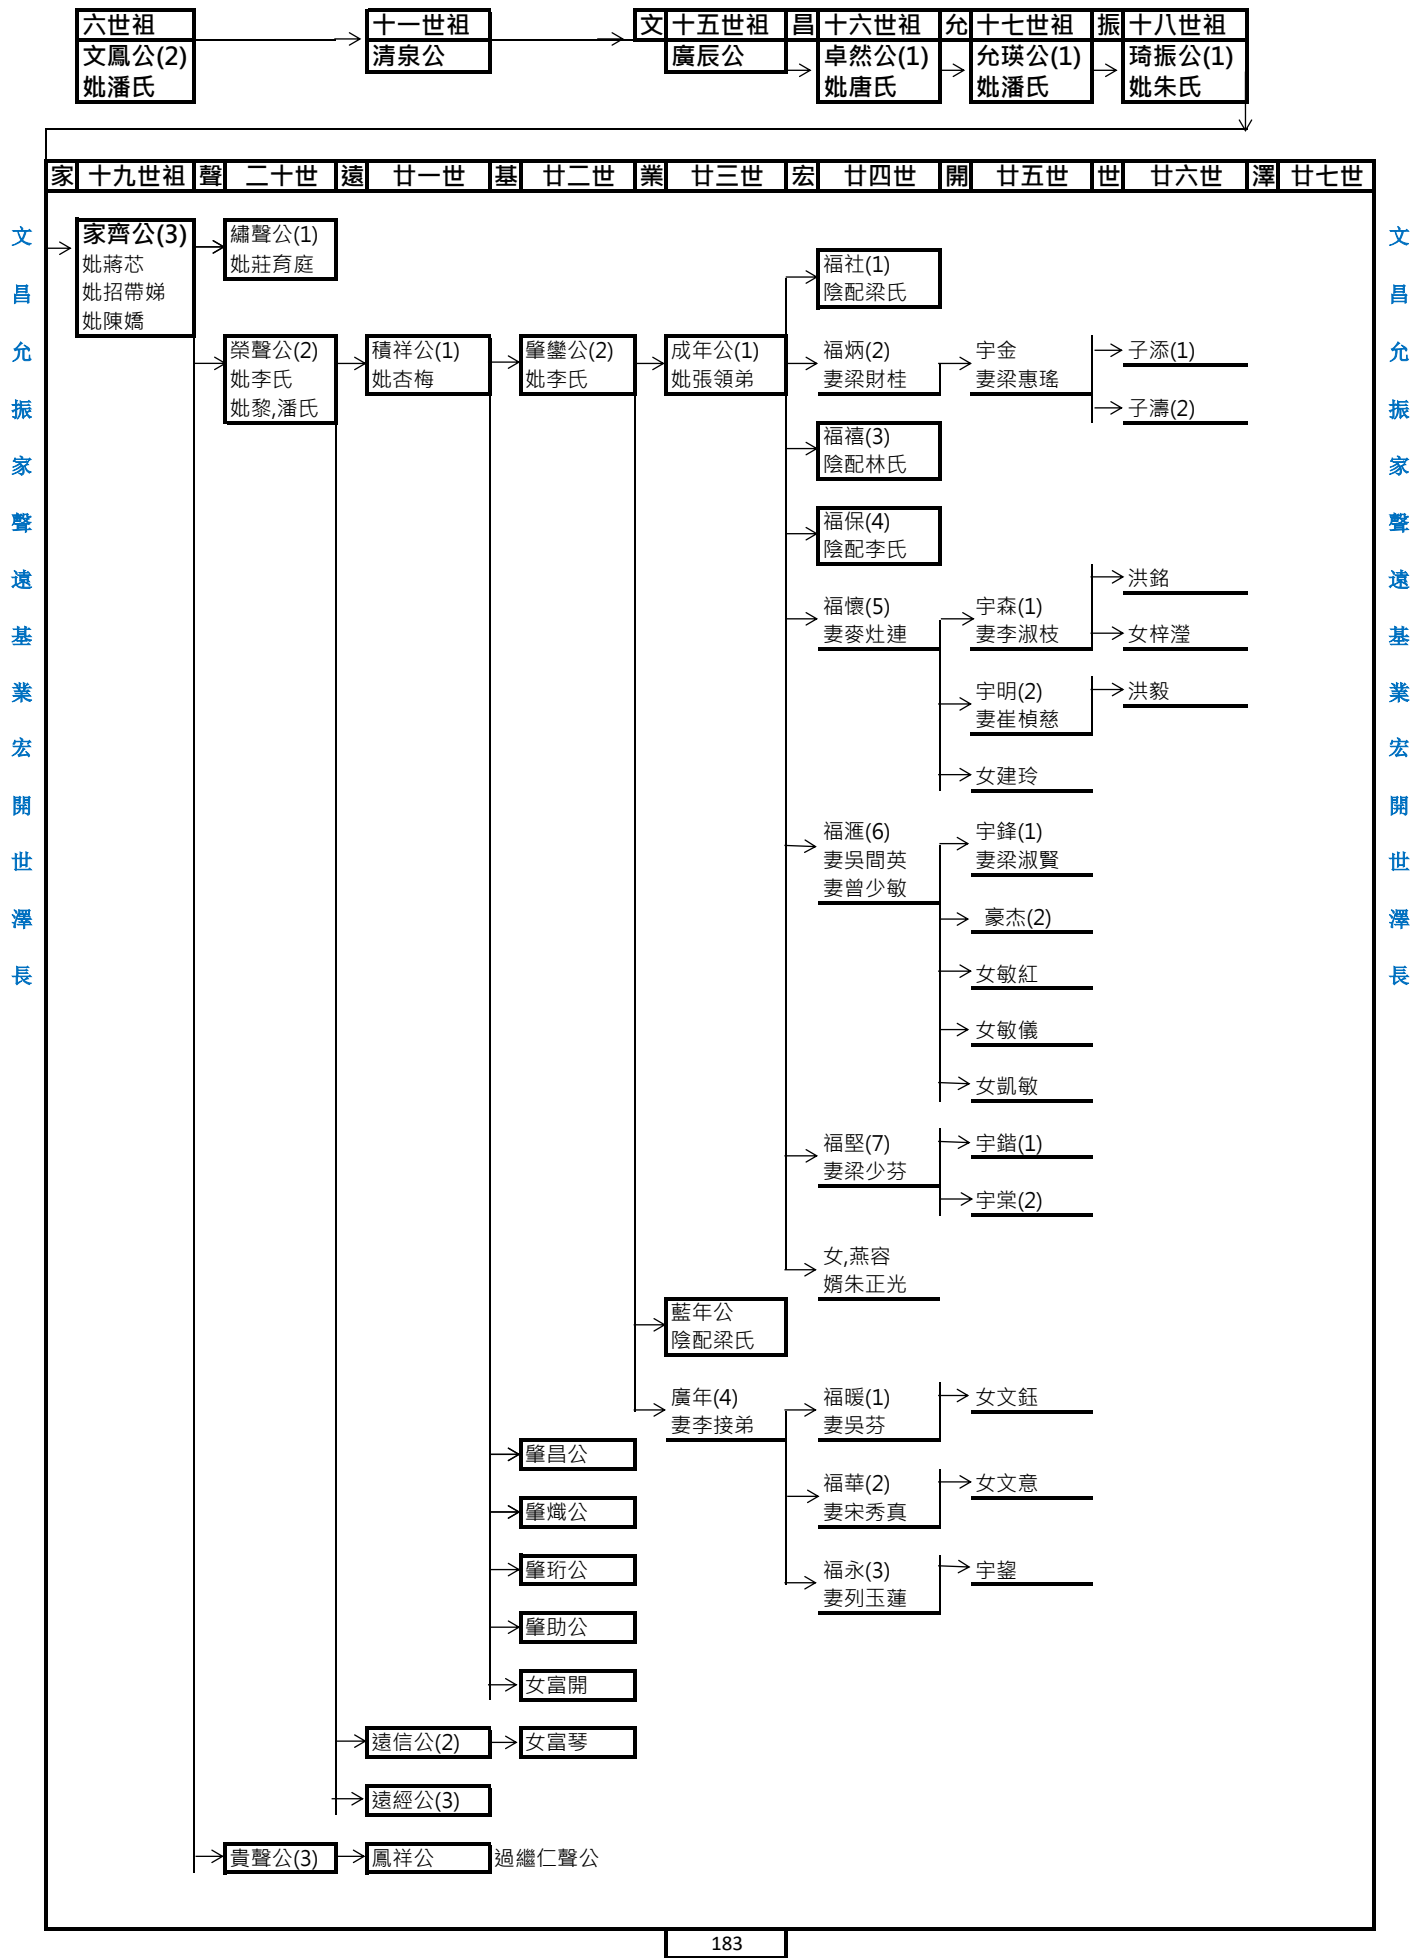 六世祖 十一世祖 文 十五世祖 昌 十六世祖 允 十七世祖 振 十八世祖
文鳳公(2) 清泉公 廣辰公 卓然公(1) 允瑛公(1) 琦振公(1)
妣潘氏 妣唐氏 妣潘氏 妣朱氏
家 十九世祖 聲 二十世 遠 廿一世 基 廿二世 業 廿三世 宏 廿四世 開 廿五世 世 廿六世 澤 廿七世
文 家齊公(3) 繡聲公(1) 文
妣蔣芯 妣莊育庭 福社(1)
昌 妣招帶娣 陰配梁氏 昌
妣陳嬌
允 榮聲公(2) 積祥公(1) 肇鑾公(2) 成年公(1) 福炳(2) 宇金 子添(1) 允
妣李氏 妣杏梅 妣李氏 妣張領弟 妻梁財桂 妻梁惠瑤
振 妣黎,潘氏 子濤(2) 振
福禧(3)
家 陰配林氏 家
聲 福保(4) 聲
陰配李氏
遠 洪銘 遠
福懷(5) 宇森(1)
基 妻麥灶連 妻李淑枝 女梓瀅 基
業 宇明(2) 洪毅 業
妻崔楨慈
宏 宏
女建玲
開 開
福滙(6) 宇鋒(1)
世 妻吳間英 妻梁淑賢 世
妻曾少敏
澤 豪杰(2) 澤
長 女敏紅 長
女敏儀
女凱敏
福堅(7) 宇鍇(1)
妻梁少芬
宇棠(2)
女,燕容
婿朱正光
藍年公
陰配梁氏
廣年(4) 福暖(1) 女文鈺
妻李接弟 妻吳芬
肇昌公
福華(2) 女文意
肇熾公 妻宋秀真
肇珩公 福永(3) 宇鋆
妻列玉蓮
肇助公
女富開
遠信公(2) 女富琴
遠經公(3)
貴聲公(3) 鳳祥公 過繼仁聲公
183